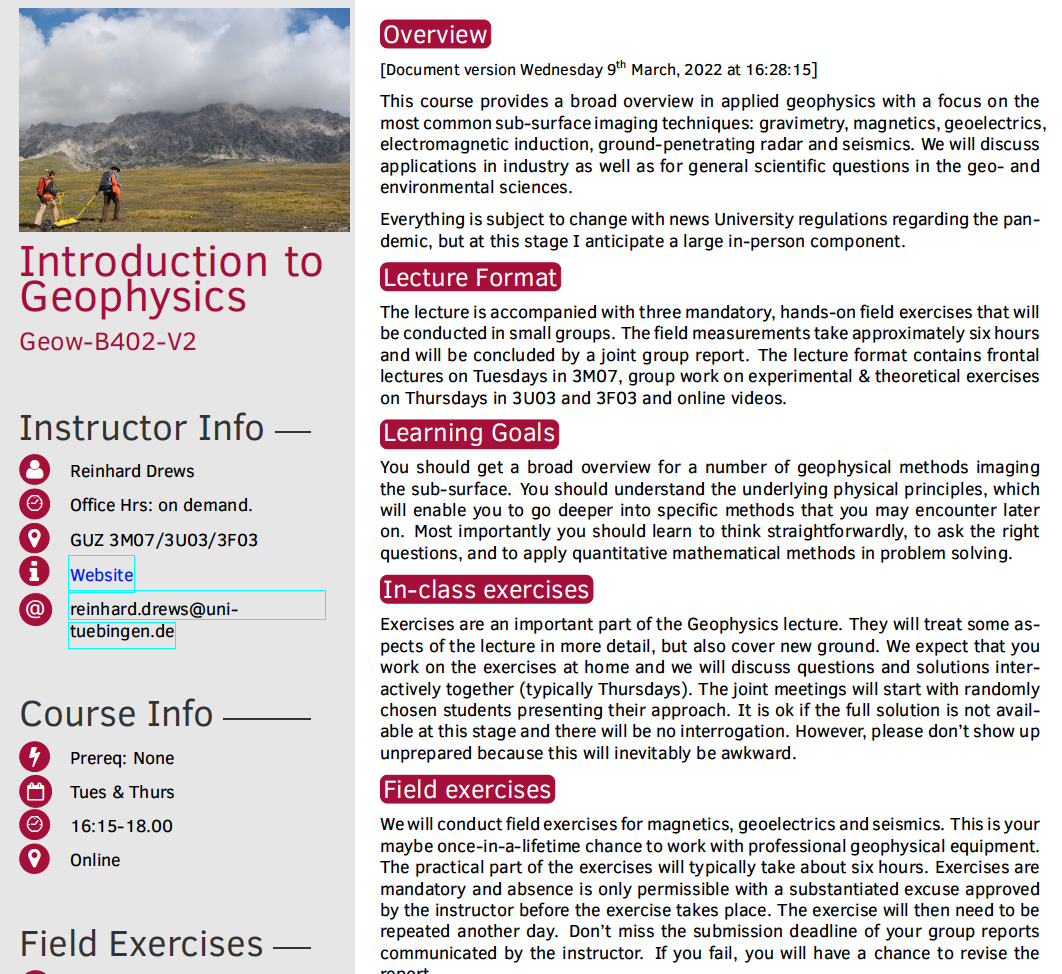 Introduction to
Geophysics
Geow-B402-V2
Instructor Info
Reinhard Drews
Office Hrs: on demand.
GUZ 3M07/3U03/3F03
Website
@
reinhard.drews@uni-
tuebingen.de
Course Info
Prereq: None
Tues & Thurs
16:15-18.00
Online
Field Exercises
Overview
[Document version Wednesday 9th March, 2022 at 16:28:15]
This course provides a broad overview in applied geophysics with a focus on the
most common sub-surface imaging techniques: gravimetry, magnetics, geoelectrics,
electromagnetic induction, ground-penetrating radar and seismics. We will discuss
applications in industry as well as for general scientific questions in the geo- and
environmental sciences.
Everything is subject to change with news University regulations regarding the pan-
demic, but at this stage I anticipate a large in-person component.
Lecture Format
The lecture is accompanied with three mandatory, hands-on field exercises that will
be conducted in small groups. The field measurements take approximately six hours
and will be concluded by a joint group report. The lecture format contains frontal
lectures on Tuesdays in 3M07, group work on experimental & theoretical exercises
on Thursdays in 3U03 and 3F03 and online videos.
Learning Goals
You should get a broad overview for a number of geophysical methods imaging
the sub-surface. You should understand the underlying physical principles, which
will enable you to go deeper into specific methods that you may encounter later
on. Most importantly you should learn to think straightforwardly, to ask the right
questions, and to apply quantitative mathematical methods in problem solving.
In-class exercises
Exercises are an important part of the Geophysics lecture. They will treat some as-
pects of the lecture in more detail, but also cover new ground. We expect that you
work on the exercises at home and we will discuss questions and solutions inter-
actively together (typically Thursdays). The joint meetings will start with randomly
chosen students presenting their approach. It is ok if the full solution is not avail-
able at this stage and there will be no interrogation. However, please don't show up
unprepared because this will inevitably be awkward.
Field exercises
We will conduct field exercises for magnetics, geoelectrics and seismics. This is your
maybe once-in-a-lifetime chance to work with professional geophysical equipment.
The practical part of the exercises will typically take about six hours. Exercises are
mandatory and absence is only permissible with a substantiated excuse approved
by the instructor before the exercise takes place. The exercise will then need to be
repeated another day. Don't miss the submission deadline of your group reports
communicated by the instructor. If you fail, you will have a chance to revise the
report.